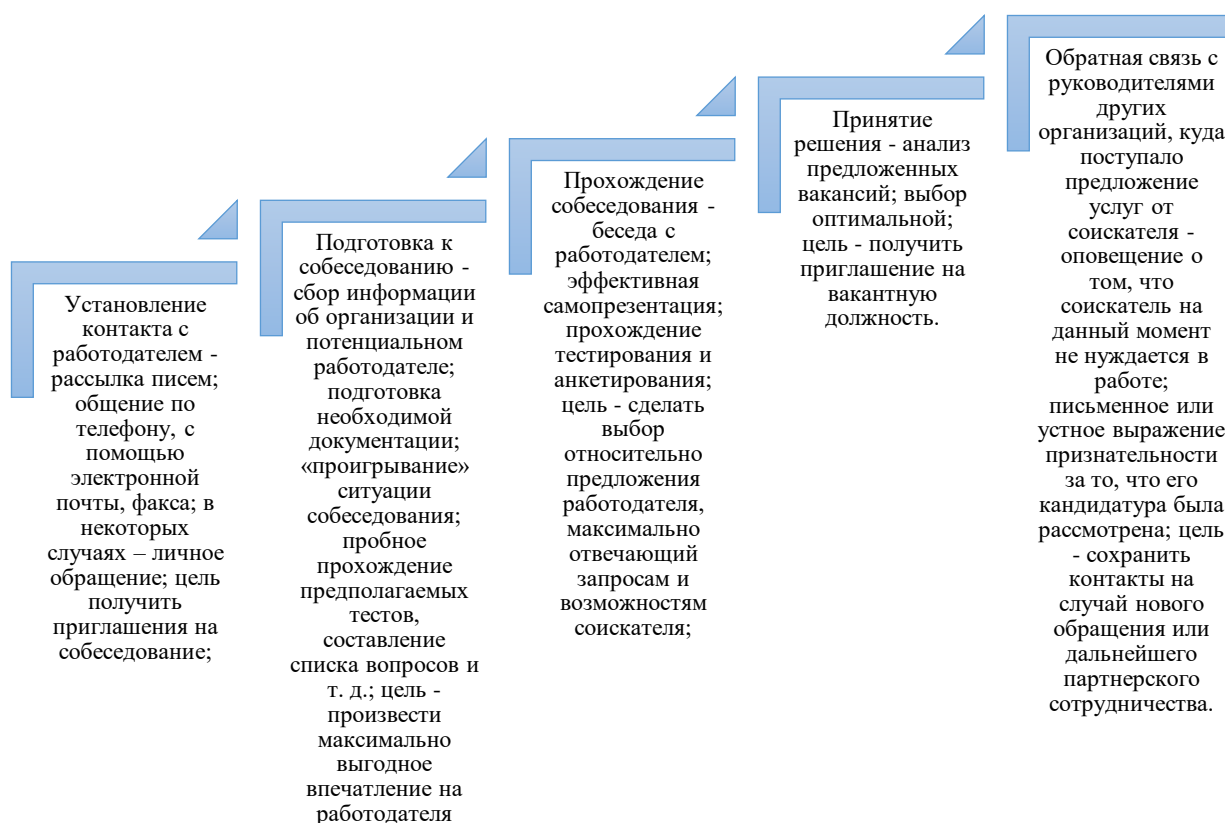 Установление
контакта с
работодателем -
рассылка писем;
общение по
телефону, с
помощью
электронной
почты, факса; в
некоторых
случаях – личное
обращение; цель
получить
приглашения на
собеседование;
Подготовка к
собеседованию -
сбор информации
об организации и
потенциальном
работодателе;
подготовка
необходимой
документации;
«проигрывание»
ситуации
собеседования;
пробное
прохождение
предполагаемых
тестов,
составление
списка вопросов и
т. д.; цель -
произвести
максимально
выгодное
впечатление на
работодателя
Прохождение
собеседования -
беседа с
работодателем;
эффективная
самопрезентация;
прохождение
тестирования и
анкетирования;
цель - сделать
выбор
относительно
предложения
работодателя,
максимально
отвечающий
запросам и
возможностям
соискателя;
Принятие
решения - анализ
предложенных
вакансий; выбор
оптимальной;
цель - получить
приглашение на
вакантную
должность.
Обратная связь с
руководителями
других
организаций, куда
поступало
предложение
услуг от
соискателя -
оповещение о
том, что
соискатель на
данный момент
не нуждается в
работе;
письменное или
устное выражение
признательности
за то, что его
кандидатура была
рассмотрена; цель
- сохранить
контакты на
случай нового
обращения или
дальнейшего
партнерского
сотрудничества.